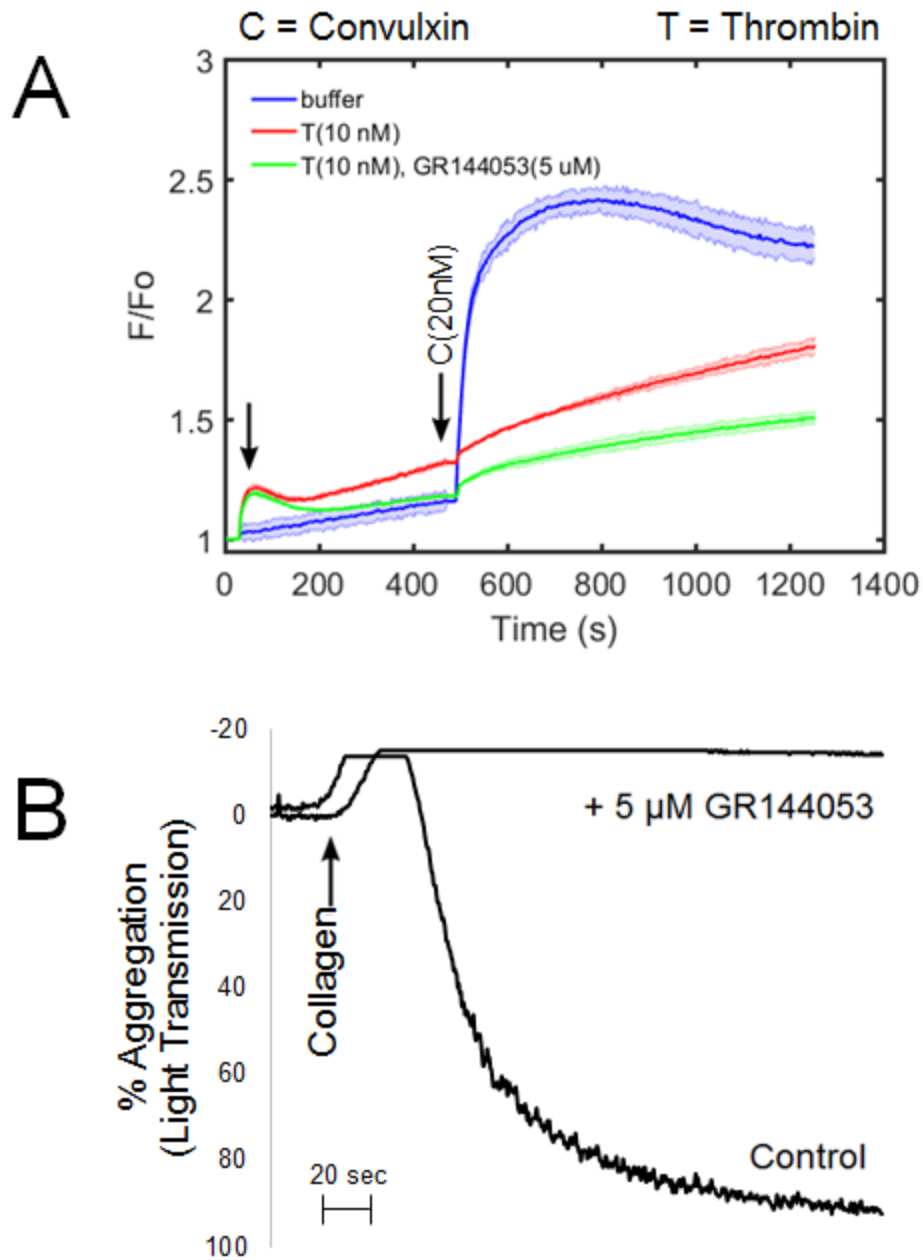 C = Convulxin T = Thrombin
A
3
2.5
2
1.5
1
F/Fo
buffer
T(10 nM)
T(10 nM), GR144053(5 uM)
C(20nM)
0 200 400 600 800 1000 1200 1400
Time (s)
B
-20
0
20
40
60
80
100
% Aggregation
(Light Transmission)
+ 5 µM GR144053
Collagen
20 sec
Control